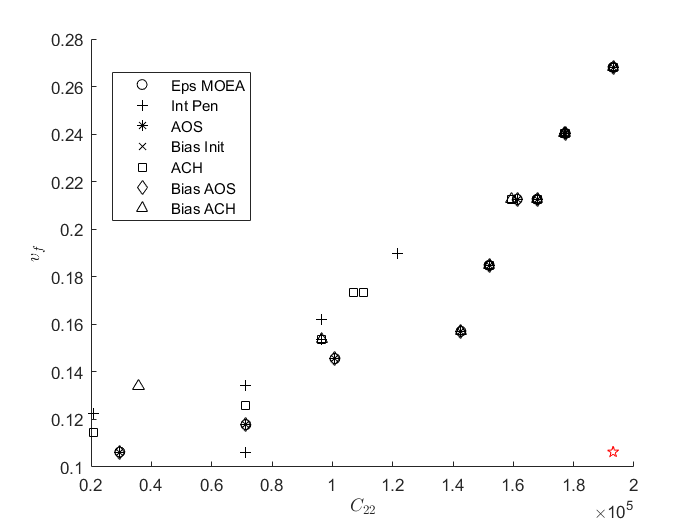 0.28
0.26
0.24
0.22
0.2
0.18
0.16
0.14
0.12
0.1
v_f
Eps MOEA
Int Pen
AOS
Bias Init
ACH
Bias AOS
Bias ACH
0.2 0.4 0.6 0.8 1 1.2 1.4 1.6 1.8 2
C_22
×10^5